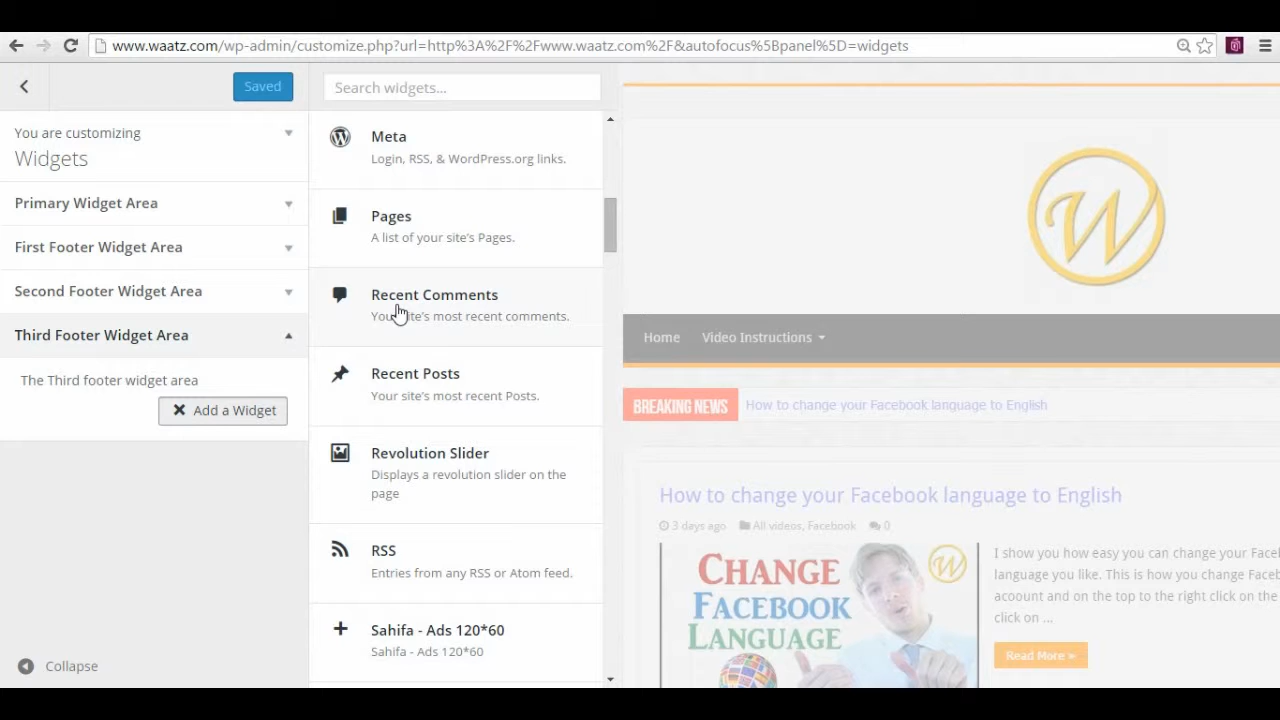 www.waatz.com/wp-admin/customize.php?url=http%3A%2F%2Fwww.waatz.com%2F&autofocus%5Bpanel%5D=widgets
Saved
Search widgets...
You are customizing
Widgets
Primary Widget Area
First Footer Widget Area
Second Footer Widget Area
Third Footer Widget Area
The Third footer widget area
Add a Widget
Collapse
Meta
Login, RSS, & WordPress.org links.
Pages
A list of your site's Pages.
Recent Comments
Your site's most recent comments.
Recent Posts
Your site's most recent Posts.
Revolution Slider
Displays a revolution slider on the
page
RSS
Entries from any RSS or Atom feed.
Sahifa - Ads 120*60
Sahifa - Ads 120*60
W
Home Video Instructions
BREAKING NEWS How to change your Facebook language to English
How to change your Facebook language to English
3 days ago All videos, Facebook 0
CHANGE
FACEBOOK
LANGUAGE
W
I show you how easy you can change your Face
language you like. This is how you change Faceb
account and on the top to the right click on the
click on ...
Read More »